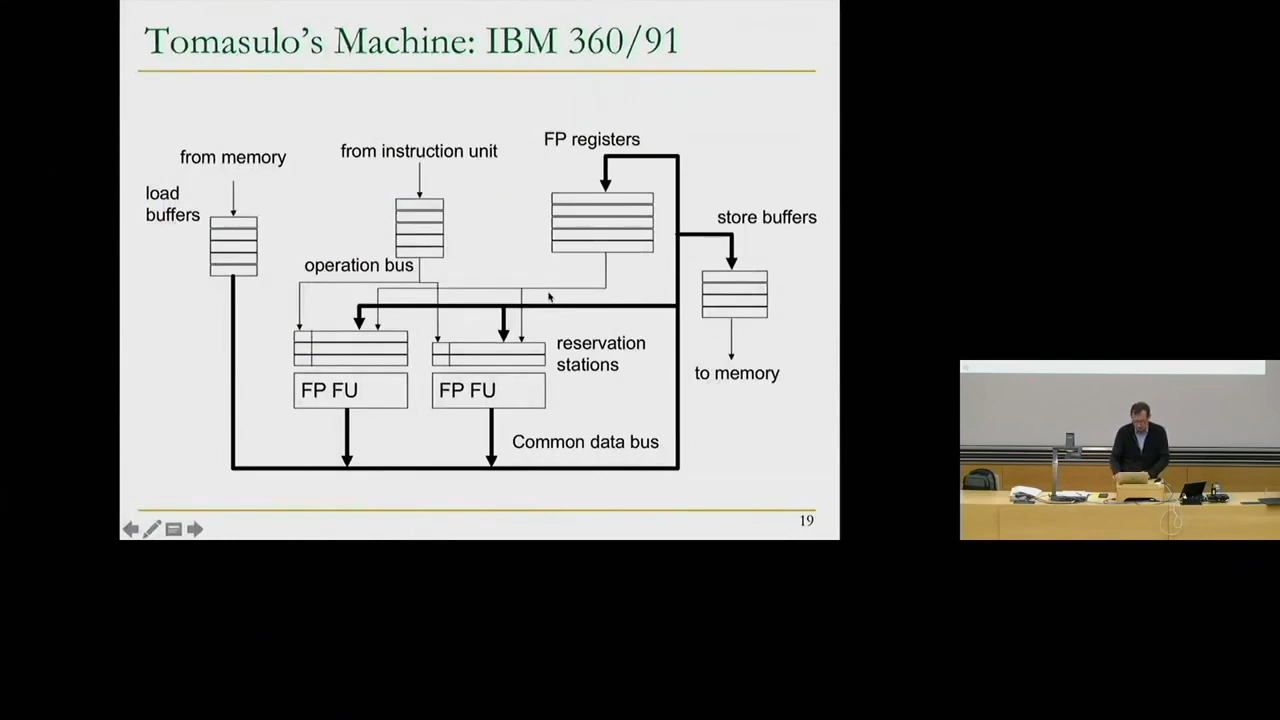 Tomasulo's Machine: IBM 360/91
FP registers
from memory
from instruction unit
load
buffers
store buffers
operation bus
reservation
stations
to memory
FP FU
FP FU
Common data bus
19